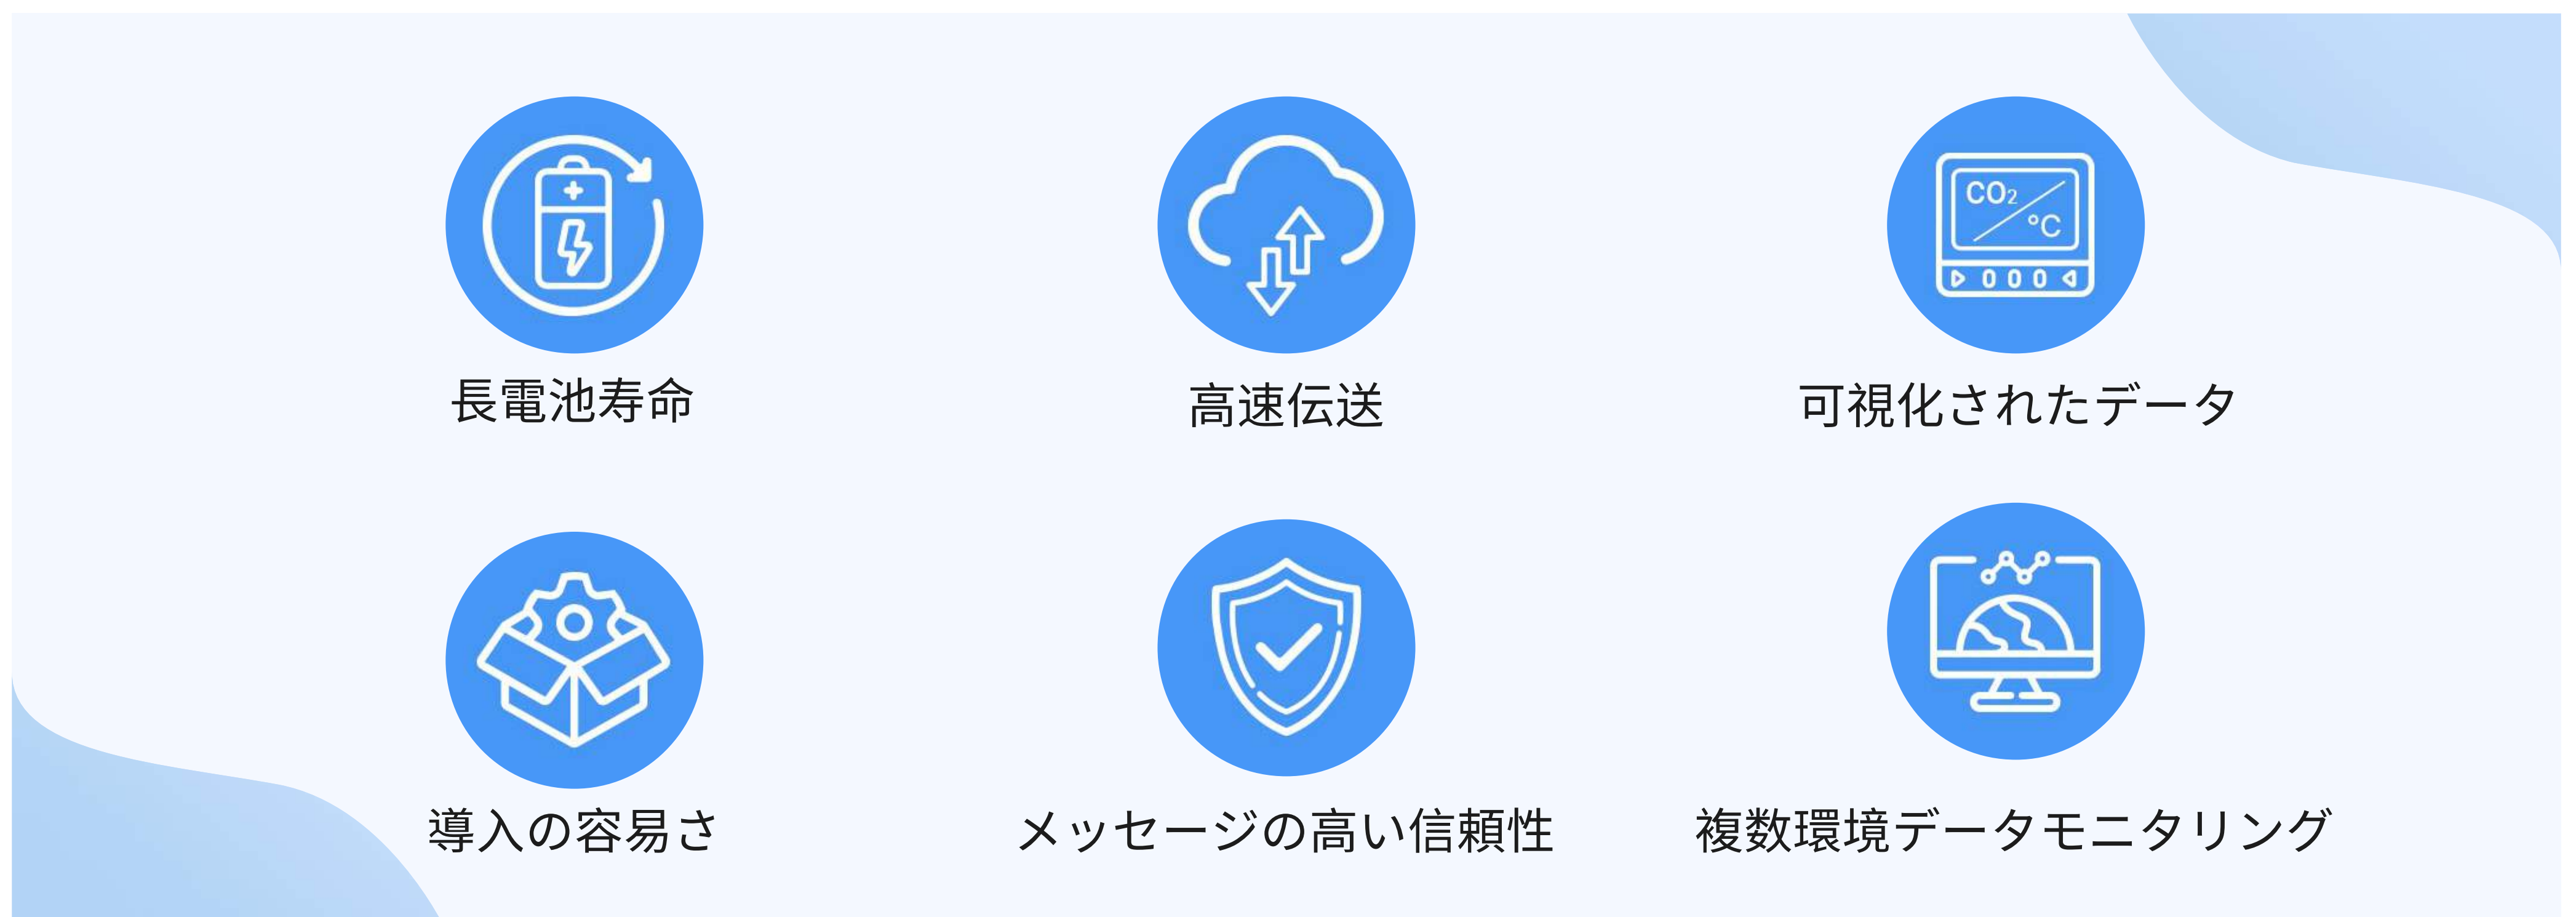 CO₂
℃
長電池寿命
高速伝送
可視化されたデータ
導入の容易さ
メッセージの高い信頼性
複数環境データモニタリング